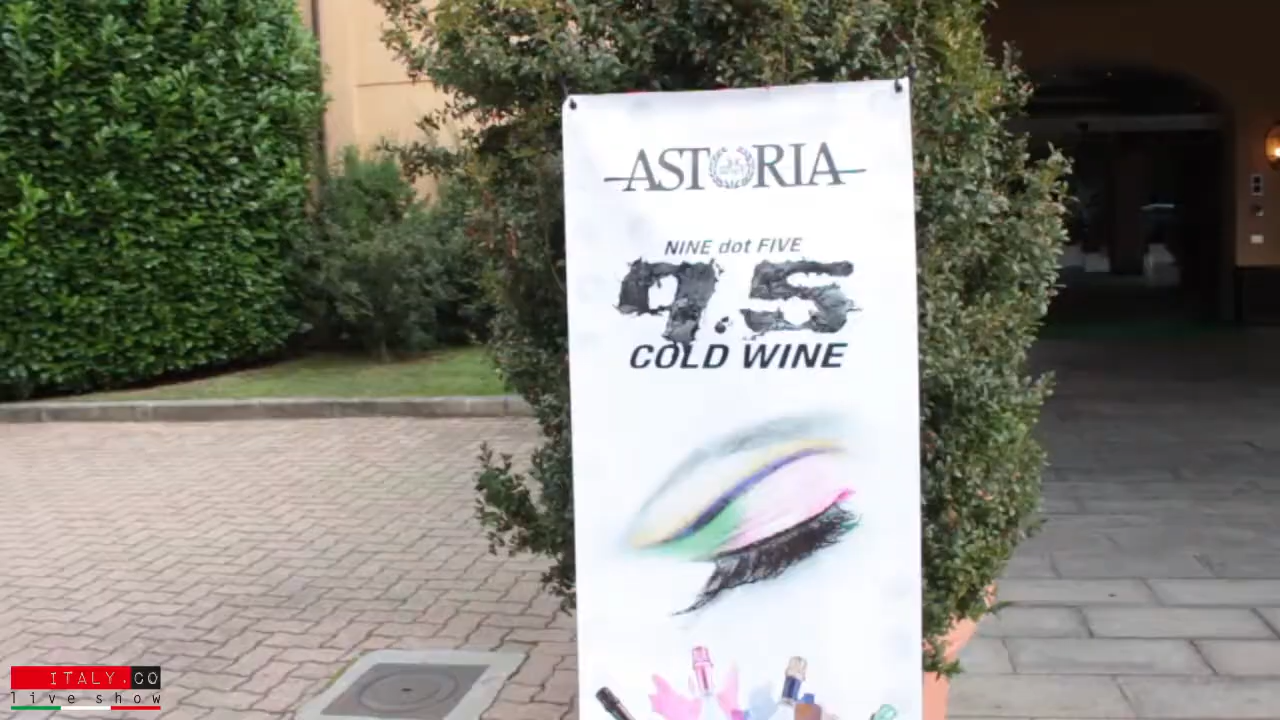 ASTORIA
NINE dot FIVE
9.5
COLD WINE
ITALY.CO
live show